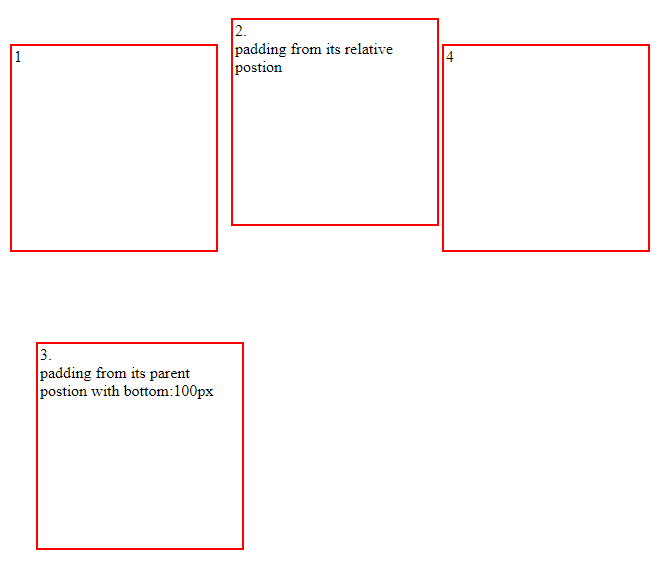 1
2.
padding from its relative
postion
4
3.
padding from its parent
postion with bottom:100px